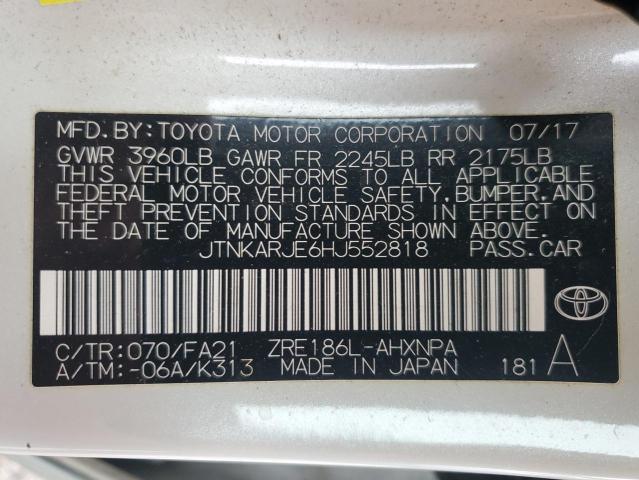 MFD.BY:TOYOTA MOTOR CORPORATION 07/17
GVWR 3960LB GAWR FR 2245LB RR 2175LB
THIS VEHICLE CONFORMS TO ALL APPLICABLE
FEDERAL MOTOR VEHICLE SAFETY,BUMPER,AND
THEFT PREVENTION STANDARDS IN EFFECT ON
THE DATE OF MANUFACTURE SHOWN ABOVE.
JTNKARJE6HJ552818 PASS.CAR
C/TR:070/FA21 ZRE186L-AHXNPA
A/TM:-06A/K313 MADE IN JAPAN 181 A